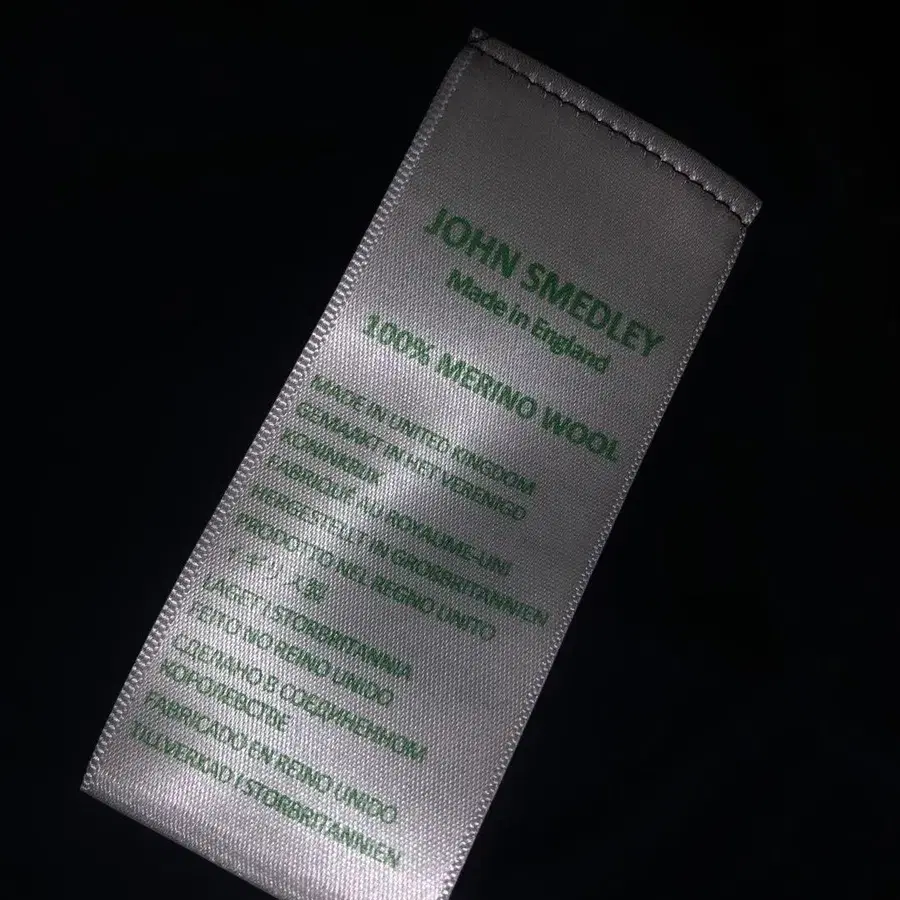 JOHN SMEDLEY
Made in England
100% MERINO WOOL
MADE IN UNITED KINGDOM
GEMAAKT IN HET VERENIGD
KONINKRIJK
FABRIQUÉ AU ROYAUME-UNI
HERGESTELLT IN GROSBRITANNIEN
PRODOTTO NEL REGNO UNITO
イギリス製
LAGET I STORBRITANNIA
FEITO NO REINO UNIDO
СДЕЛАНО В СОЕДИНЕННОМ
КОРОЛЕВСТВЕ
FABRICADO EN REINO UNIDO
TILLVERKAD I STORBRITANNIEN